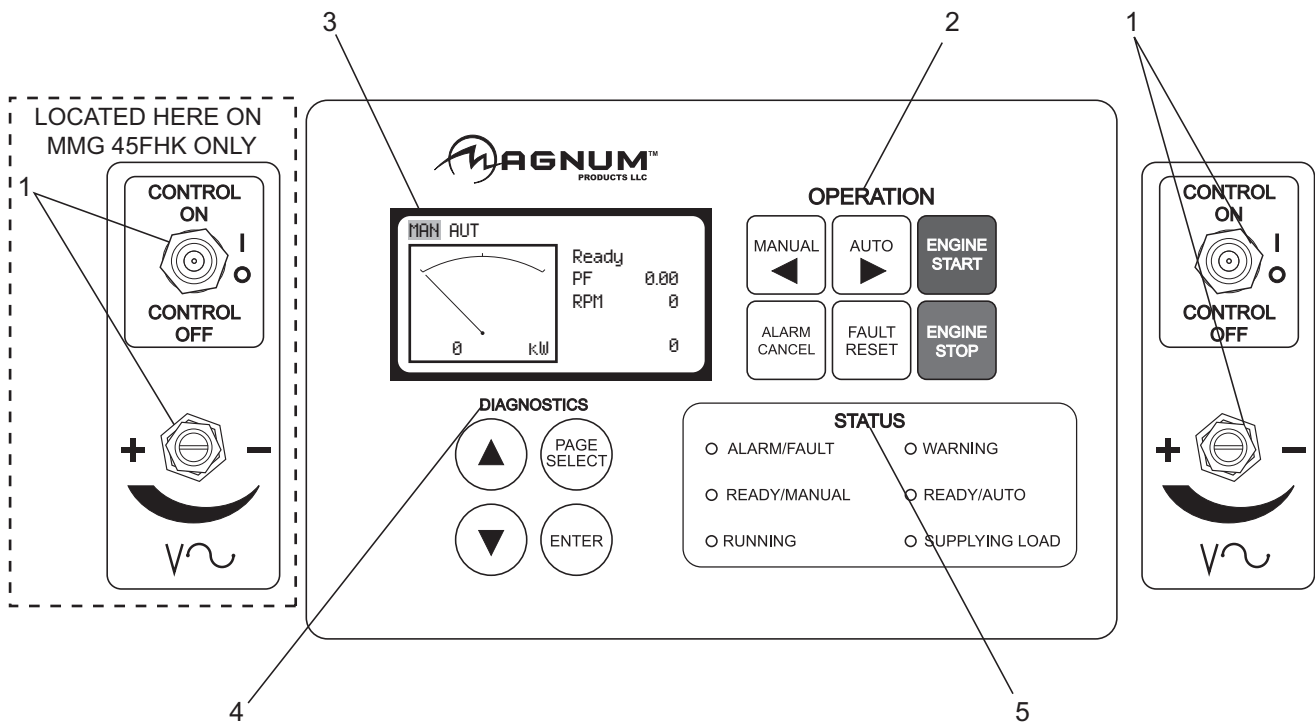 3
2
1
LOCATED HERE ON
MMG 45FHK ONLY
1
CONTROL
ON
I
O
CONTROL
OFF
+
−
V
MAGNUM™
PRODUCTS LLC
MAN AUT
Ready
PF 0.00
RPM 0
0 kW
0
OPERATION
MANUAL
AUTO
ENGINE
START
ALARM
CANCEL
FAULT
RESET
ENGINE
STOP
DIAGNOSTICS
PAGE
SELECT
ENTER
STATUS
ALARM/FAULT
WARNING
READY/MANUAL
READY/AUTO
RUNNING
SUPPLYING LOAD
CONTROL
ON
I
O
CONTROL
OFF
+
−
V
4
5